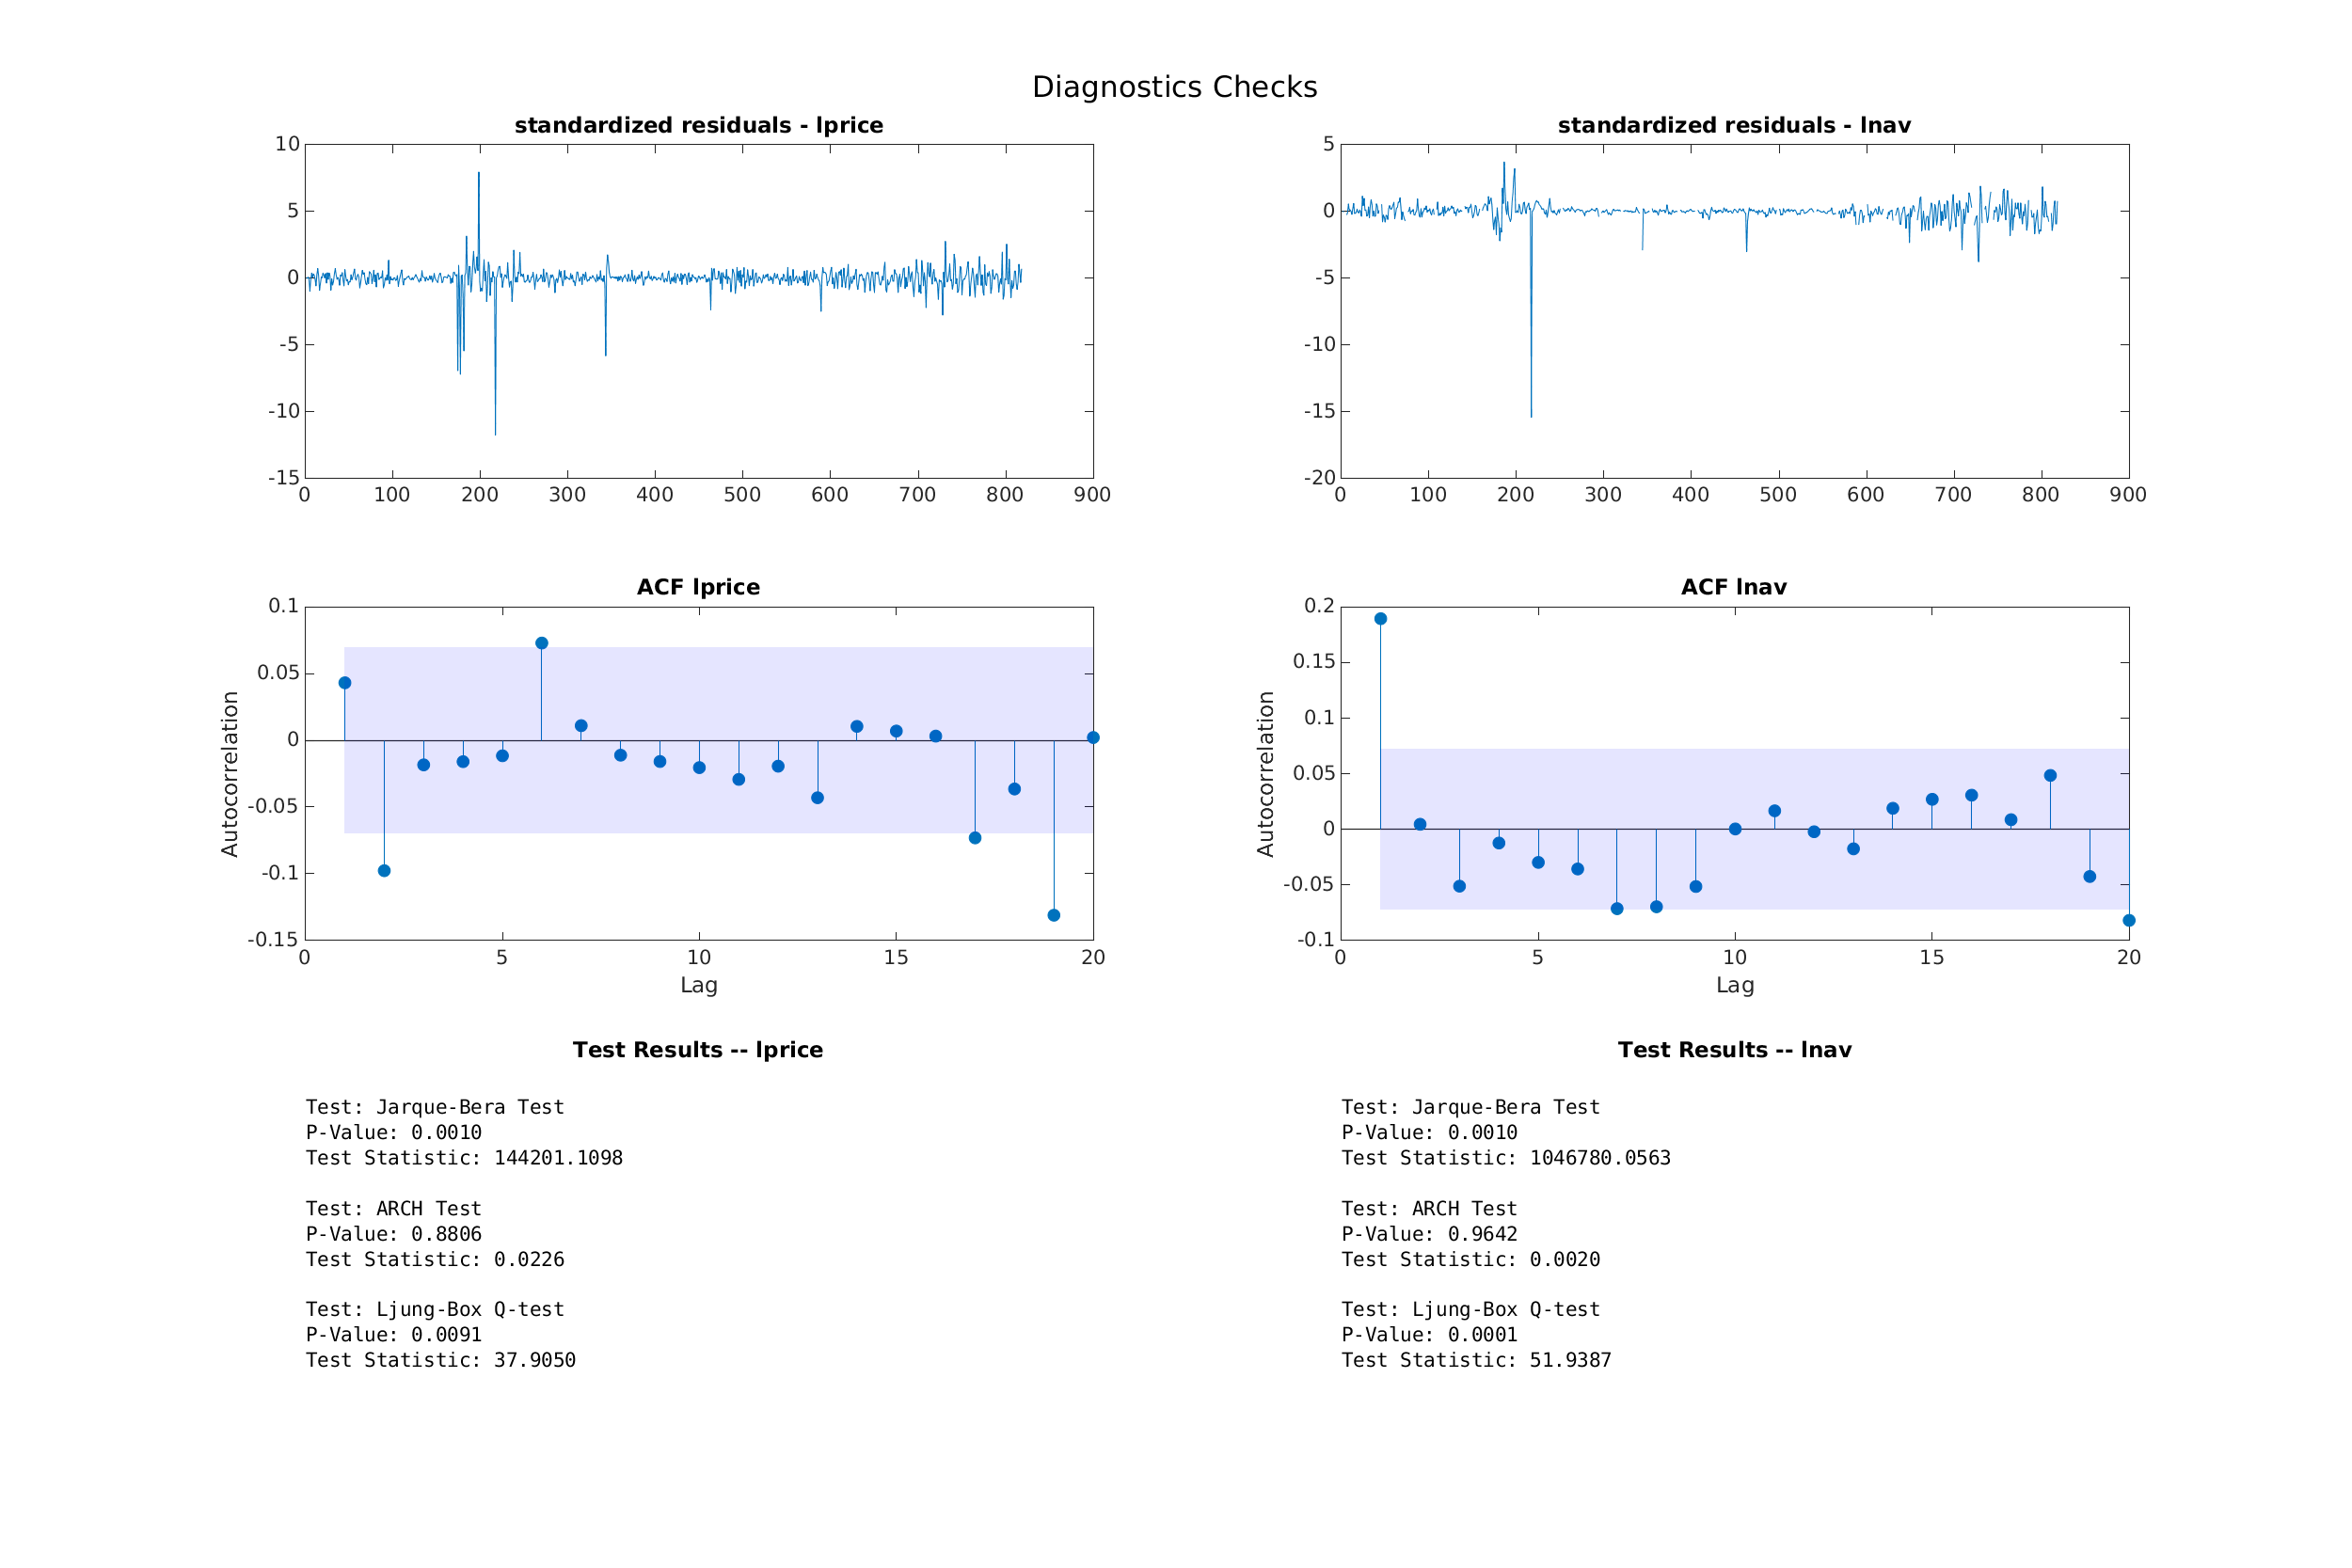 Diagnostics Checks
standardized residuals - lprice
10
5
0
-5
-10
-15
0 100 200 300 400 500 600 700 800 900
standardized residuals - lnav
5
0
-5
-10
-15
-20
0 100 200 300 400 500 600 700 800 900
ACF lprice
0.1
0.05
0
-0.05
-0.1
-0.15
Autocorrelation
0 5 10 15 20
Lag
ACF lnav
0.2
0.15
0.1
0.05
0
-0.05
-0.1
Autocorrelation
0 5 10 15 20
Lag
Test Results -- lprice
Test: Jarque-Bera Test
P-Value: 0.0010
Test Statistic: 144201.1098
Test: ARCH Test
P-Value: 0.8806
Test Statistic: 0.0226
Test: Ljung-Box Q-test
P-Value: 0.0091
Test Statistic: 37.9050
Test Results -- lnav
Test: Jarque-Bera Test
P-Value: 0.0010
Test Statistic: 1046780.0563
Test: ARCH Test
P-Value: 0.9642
Test Statistic: 0.0020
Test: Ljung-Box Q-test
P-Value: 0.0001
Test Statistic: 51.9387